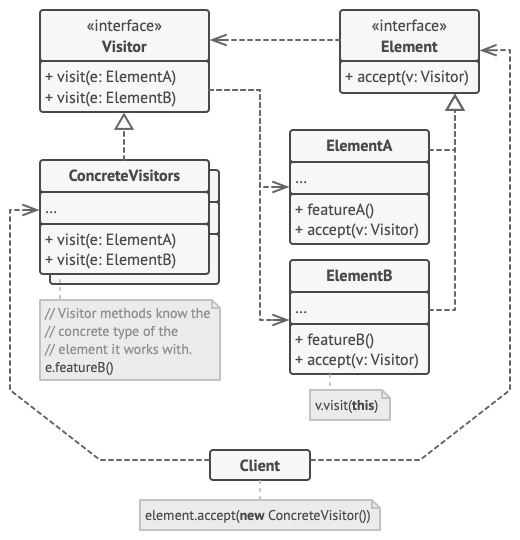 «interface»
Visitor
+ visit(e: ElementA)
+ visit(e: ElementB)
«interface»
Element
+ accept(v: Visitor)
ConcreteVisitors
...
+ visit(e: ElementA)
+ visit(e: ElementB)
ElementA
...
+ featureA()
+ accept(v: Visitor)
ElementB
...
+ featureB()
+ accept(v: Visitor)
// Visitor methods know the
// concrete type of the
// element it works with.
e.featureB()
v.visit(this)
Client
element.accept(new ConcreteVisitor())